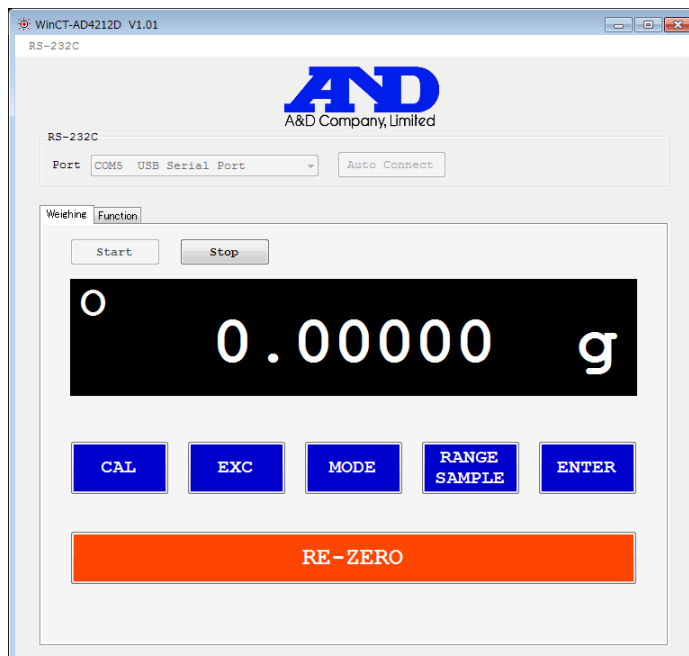 WinCT-AD4212D V1.01
RS-232C
AND
A&D Company, Limited
RS-232C
Port COM5 USB Serial Port Auto Connect
Weighing Function
Start Stop
O
0.00000 g
CAL EXC MODE RANGE SAMPLE ENTER
RE-ZERO